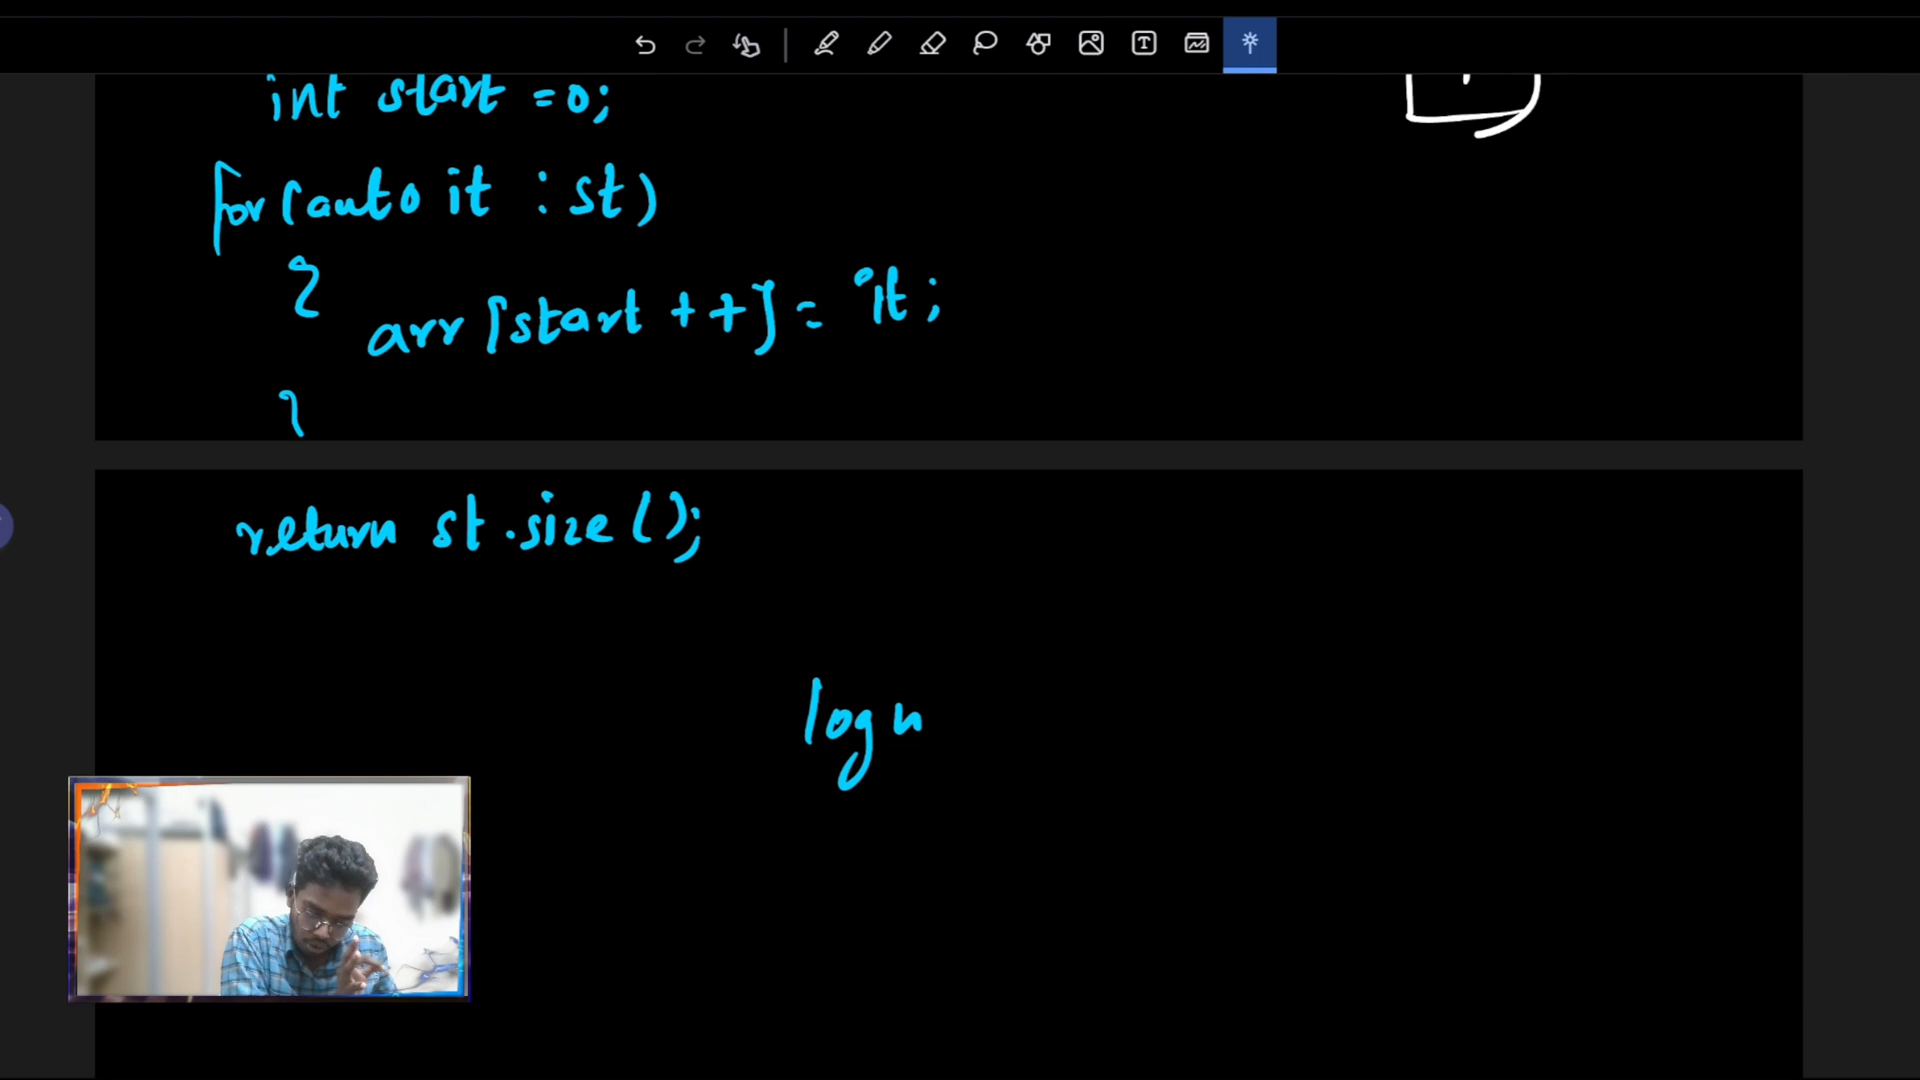 int start =0;
for (auto it : st)
{ arr [start ++] = it;
}
return st.size ();
log n